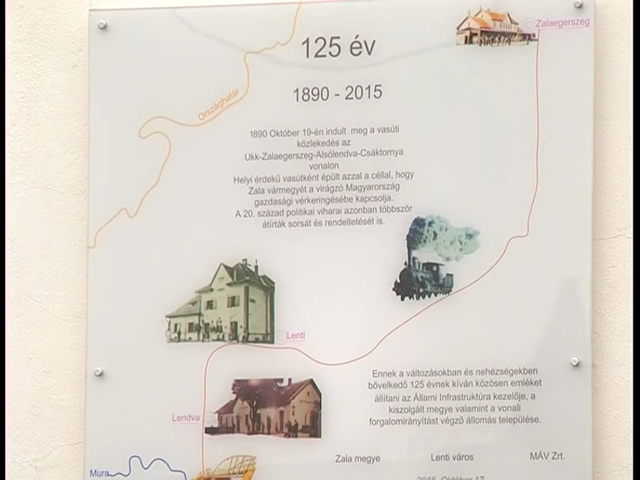 125 év
Zalaegerszeg
Országhatár
1890 - 2015
1890 Október 19-én indult meg a vasúti
közlekedés az
Ukk-Zalaegerszeg-Alsólendva-Csáktornya
vonalon
Helyi érdekű vasútként épült azzal a céllal, hogy
Zala vármegyét a virágzó Magyarország
gazdasági vérkeringésébe kapcsolja.
A 20. század politikai viharai azonban többször
átírták sorsát és rendeltetését is.
Lenti
Ennek a változásokban és nehézségekben
bővelkedő 125 évnek kíván közösen emléket
állítani az Állami Infrastruktúra kezelője, a
kiszolgált megye valamint a vonali
forgalomirányítást végző állomás települése.
Lendva
Zala megye Lenti város MÁV Zrt.
Mura
2015. Október 17.